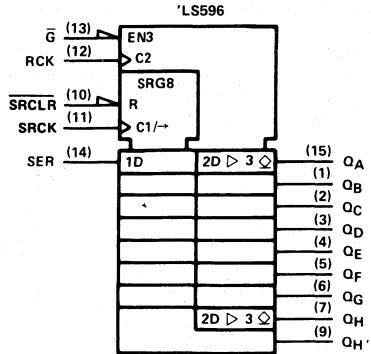 'LS596
G (13) EN3
RCK (12) C2
SRG8
SRCLR (10) R
SRCK (11) C1/→
SER (14) 1D 2D ▷ 3 ◇ (15) QA
(1) QB
(2) QC
(3) QD
(4) QE
(5) QF
(6) QG
2D ▷ 3 ◇ (7) QH
(9) QH'